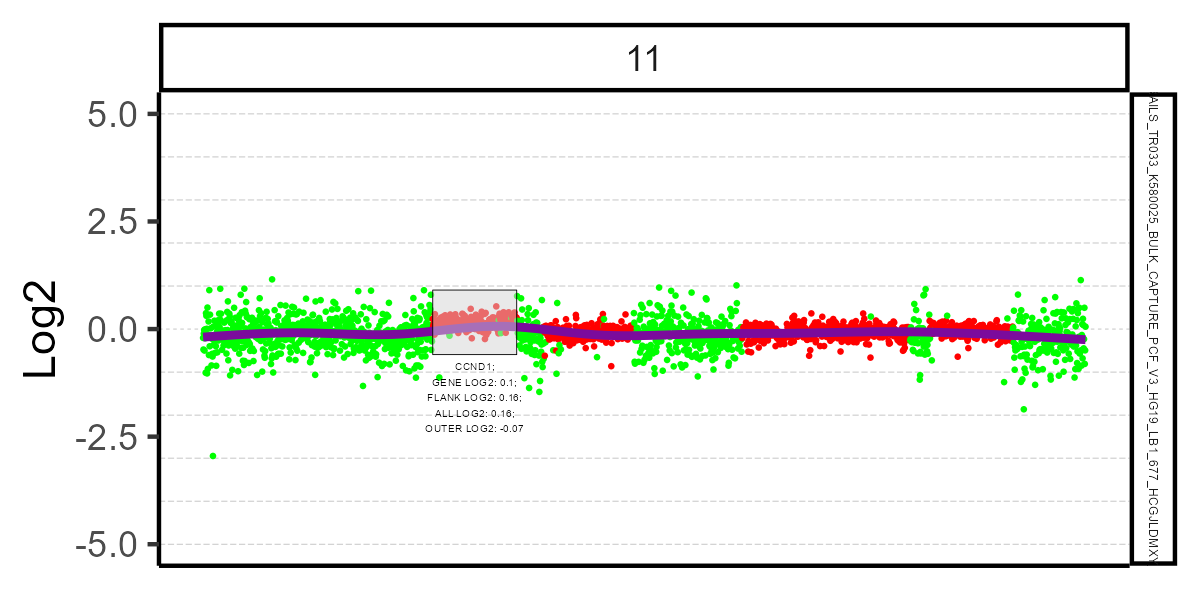 11
5.0
2.5
0.0
-2.5
-5.0
Log2
CCND1;
GENE LOG2: 0.1;
FLANK LOG2: 0.16;
ALL LOG2: 0.16;
OUTER LOG2: -0.07
AILS_TR033_K580025_BULK_CAPTURE_PCF_V3_HG19_LB1_677_HCGJLDMXY